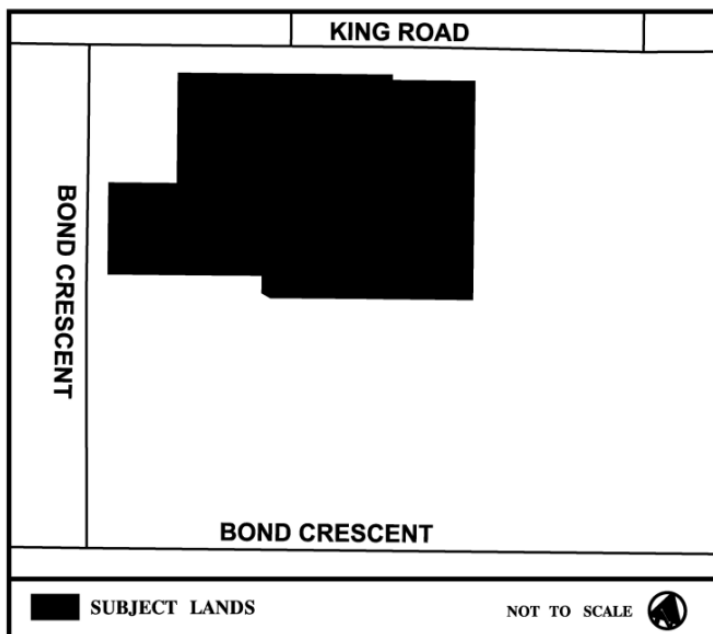 KING ROAD
BOND CRESCENT
BOND CRESCENT
SUBJECT LANDS
NOT TO SCALE